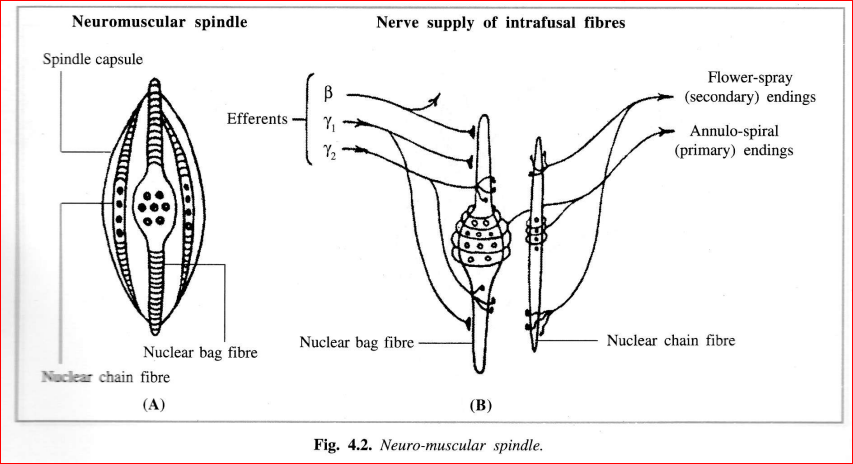 Neuromuscular spindle
Nerve supply of intrafusal fibres
Spindle capsule
Nuclear bag fibre
Nuclear chain fibre
(A)
Efferents
β
γ1
γ2
Flower-spray
(secondary) endings
Annulo-spiral
(primary) endings
Nuclear bag fibre
Nuclear chain fibre
(B)
Fig. 4.2. Neuro-muscular spindle.